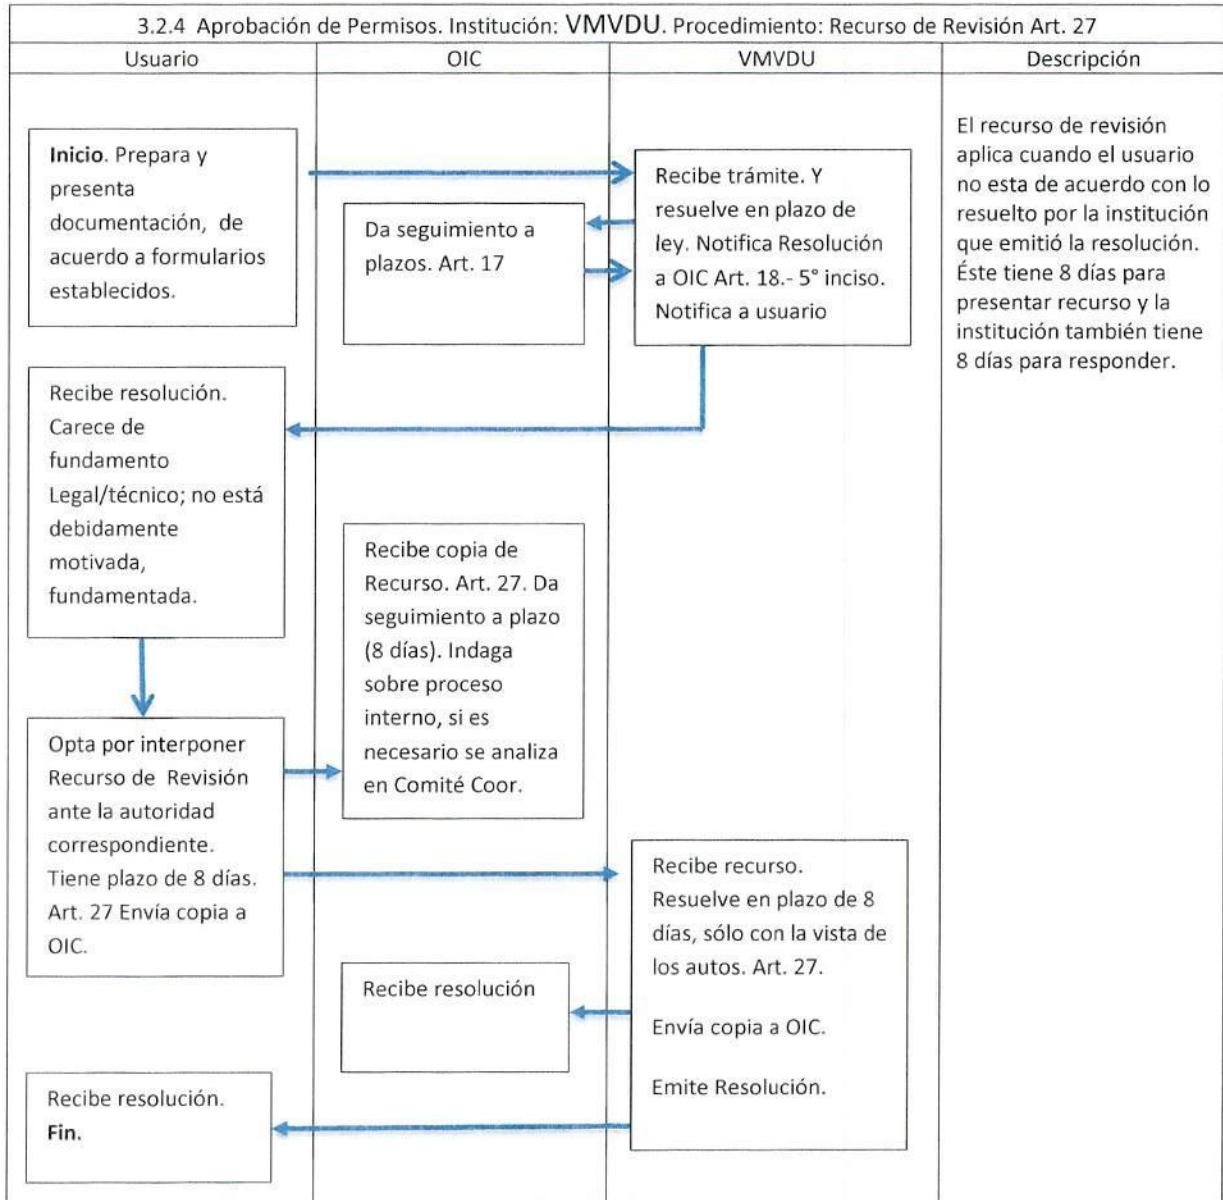 3.2.4 Aprobación de Permisos. Institución: VMVDU. Procedimiento: Recurso de Revisión Art. 27
Usuario
OIC
VMVDU
Descripción
Inicio. Prepara y
presenta
documentación, de
acuerdo a formularios
establecidos.
Da seguimiento a
plazos. Art. 17
Recibe trámite. Y
resuelve en plazo de
ley. Notifica Resolución
a OIC Art. 18.- 5° inciso.
Notifica a usuario
El recurso de revisión
aplica cuando el usuario
no esta de acuerdo con lo
resuelto por la institución
que emitió la resolución.
Éste tiene 8 días para
presentar recurso y la
institución también tiene
8 días para responder.
Recibe resolución.
Carece de
fundamento
Legal/técnico; no está
debidamente
motivada,
fundamentada.
Recibe copia de
Recurso. Art. 27. Da
seguimiento a plazo
(8 días). Indaga
sobre proceso
interno, si es
necesario se analiza
en Comité Coor.
Opta por interponer
Recurso de Revisión
ante la autoridad
correspondiente.
Tiene plazo de 8 días.
Art. 27 Envía copia a
OIC.
Recibe recurso.
Resuelve en plazo de 8
días, sólo con la vista de
los autos. Art. 27.
Envía copia a OIC.
Emite Resolución.
Recibe resolución
Recibe resolución.
Fin.